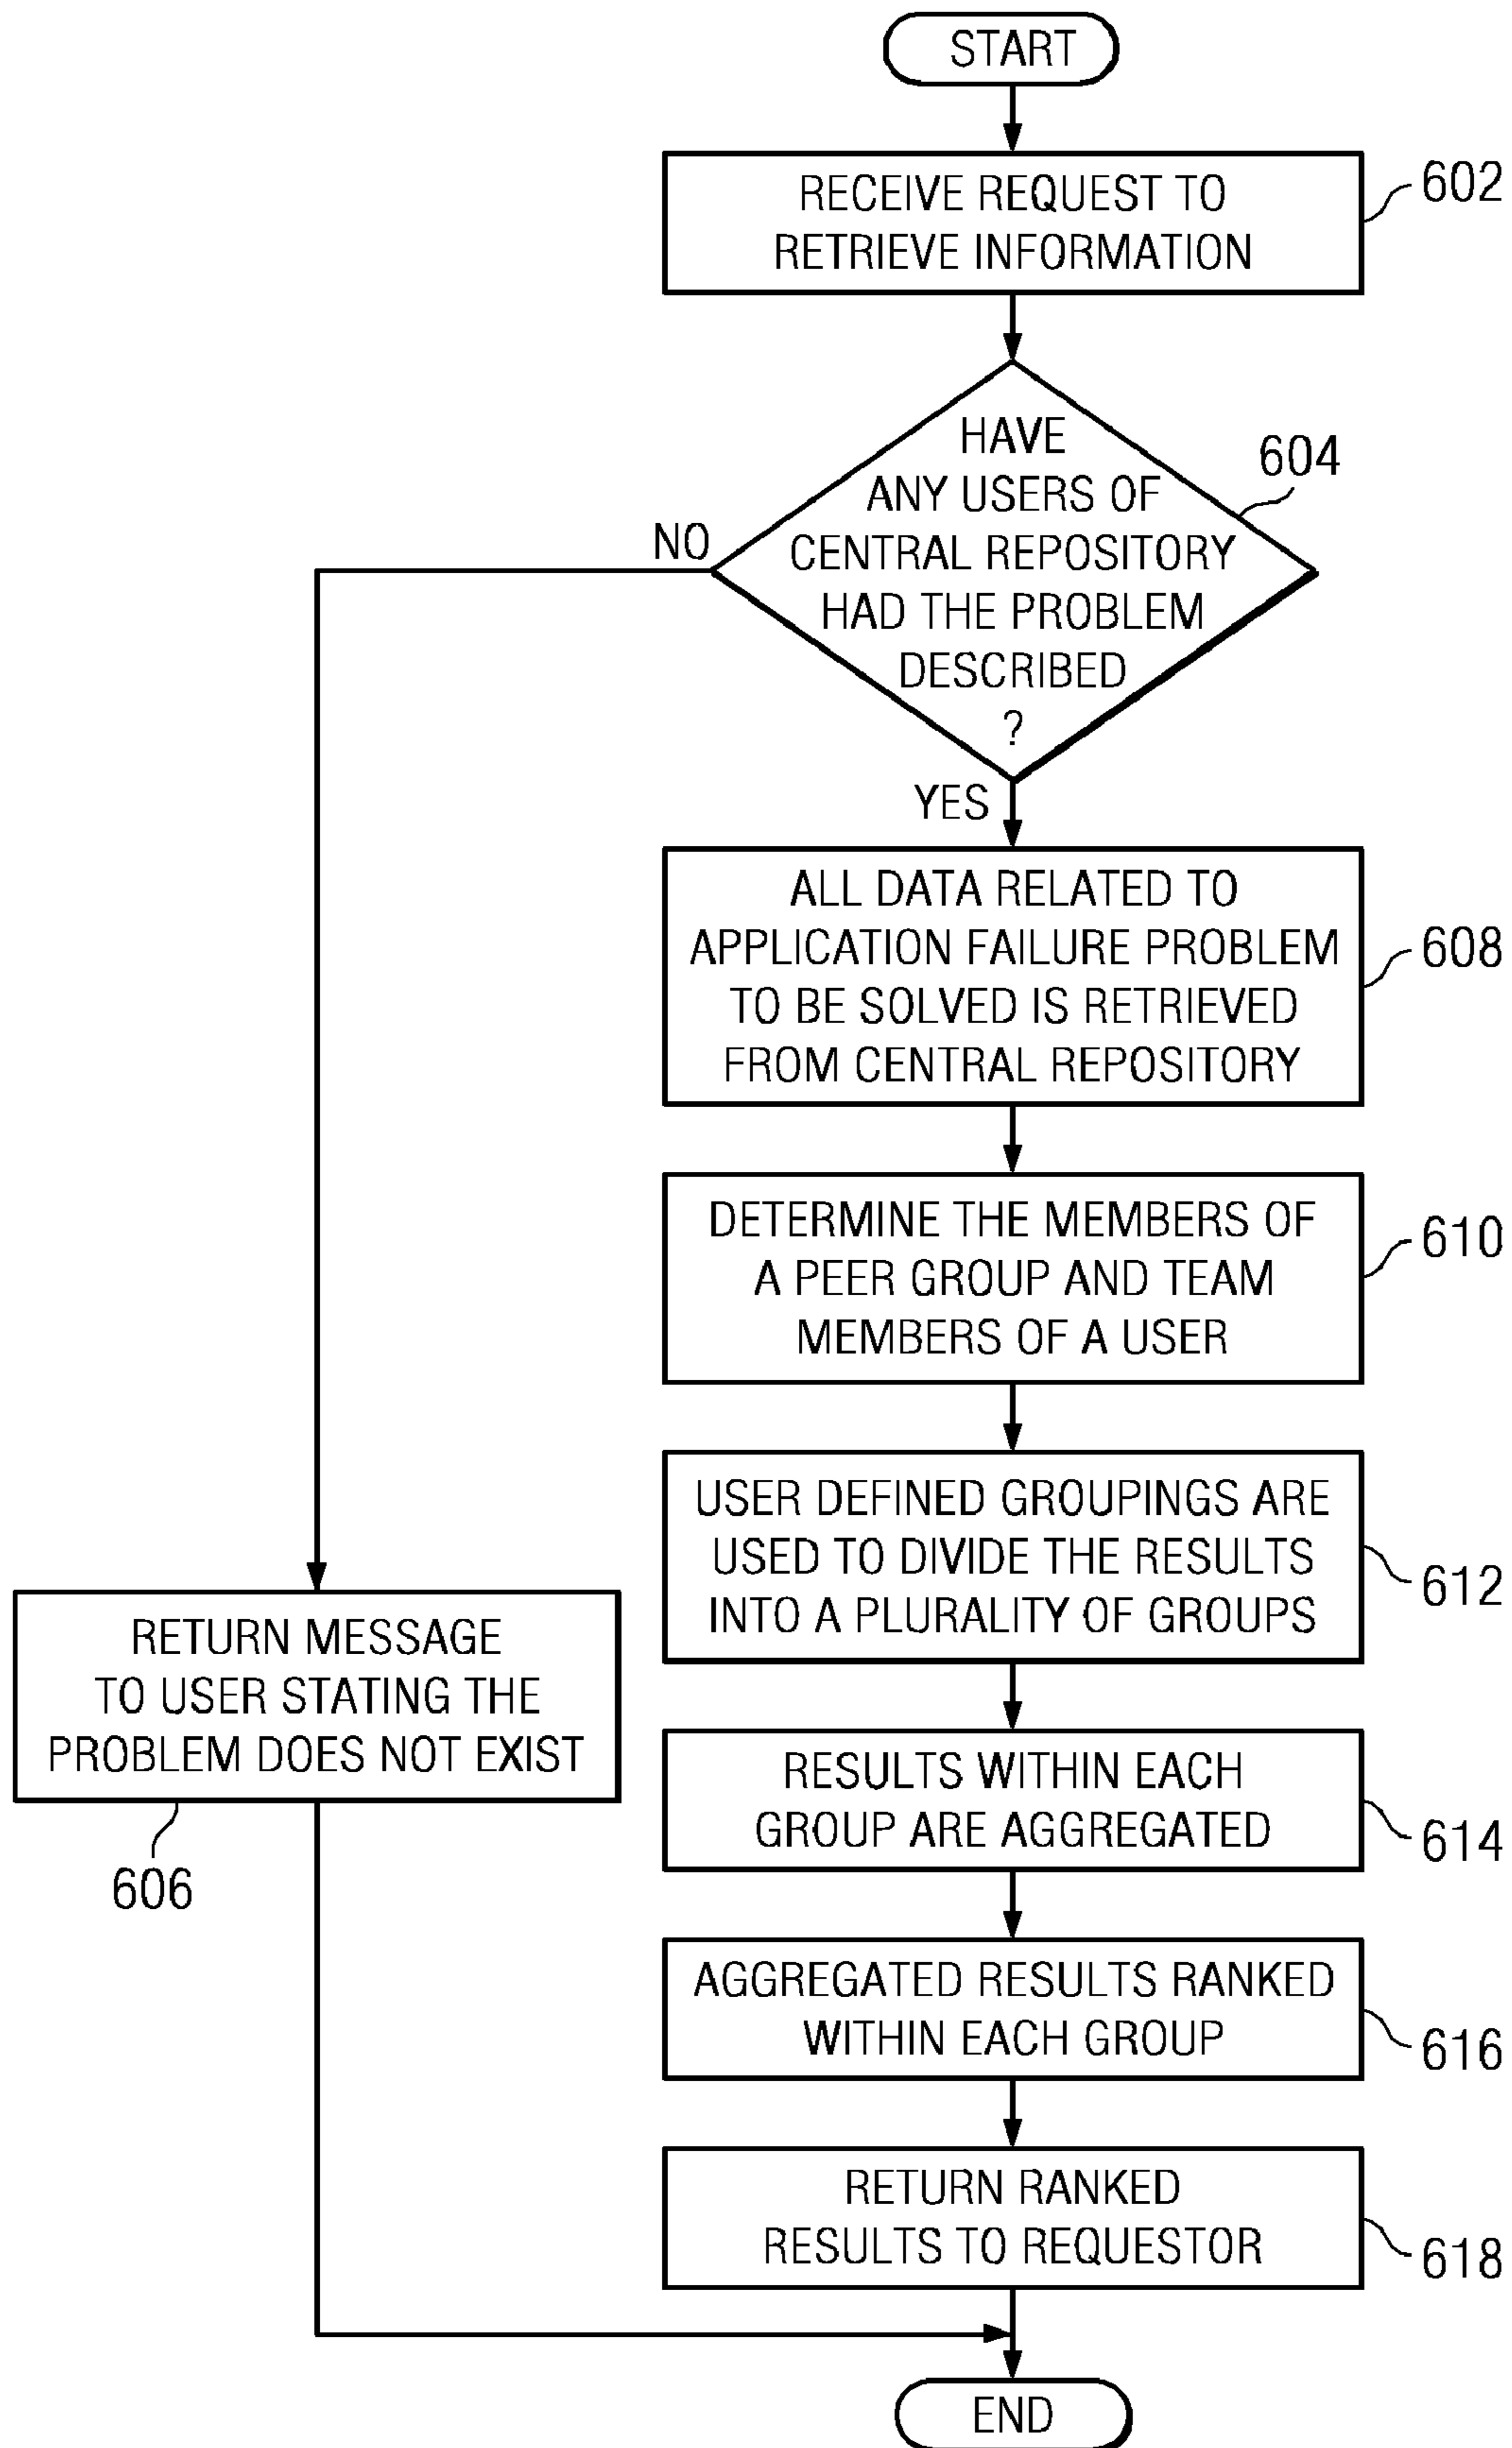 START
RECEIVE REQUEST TO
RETRIEVE INFORMATION
602
HAVE
ANY USERS OF
CENTRAL REPOSITORY
HAD THE PROBLEM
DESCRIBED
?
604
NO
YES
ALL DATA RELATED TO
APPLICATION FAILURE PROBLEM
TO BE SOLVED IS RETRIEVED
FROM CENTRAL REPOSITORY
608
DETERMINE THE MEMBERS OF
A PEER GROUP AND TEAM
MEMBERS OF A USER
610
USER DEFINED GROUPINGS ARE
USED TO DIVIDE THE RESULTS
INTO A PLURALITY OF GROUPS
612
RETURN MESSAGE
TO USER STATING THE
PROBLEM DOES NOT EXIST
606
RESULTS WITHIN EACH
GROUP ARE AGGREGATED
614
AGGREGATED RESULTS RANKED
WITHIN EACH GROUP
616
RETURN RANKED
RESULTS TO REQUESTOR
618
END